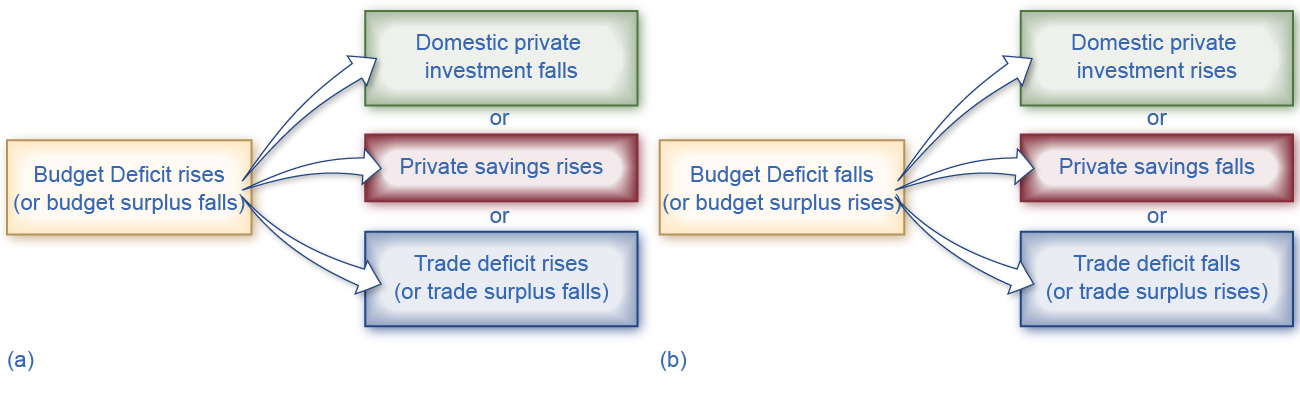 Domestic private
investment falls
or
Budget Deficit rises
(or budget surplus falls)
Private savings rises
or
Trade deficit rises
(or trade surplus falls)
(a)
Domestic private
investment rises
or
Budget Deficit falls
(or budget surplus rises)
Private savings falls
or
Trade deficit falls
(or trade surplus rises)
(b)